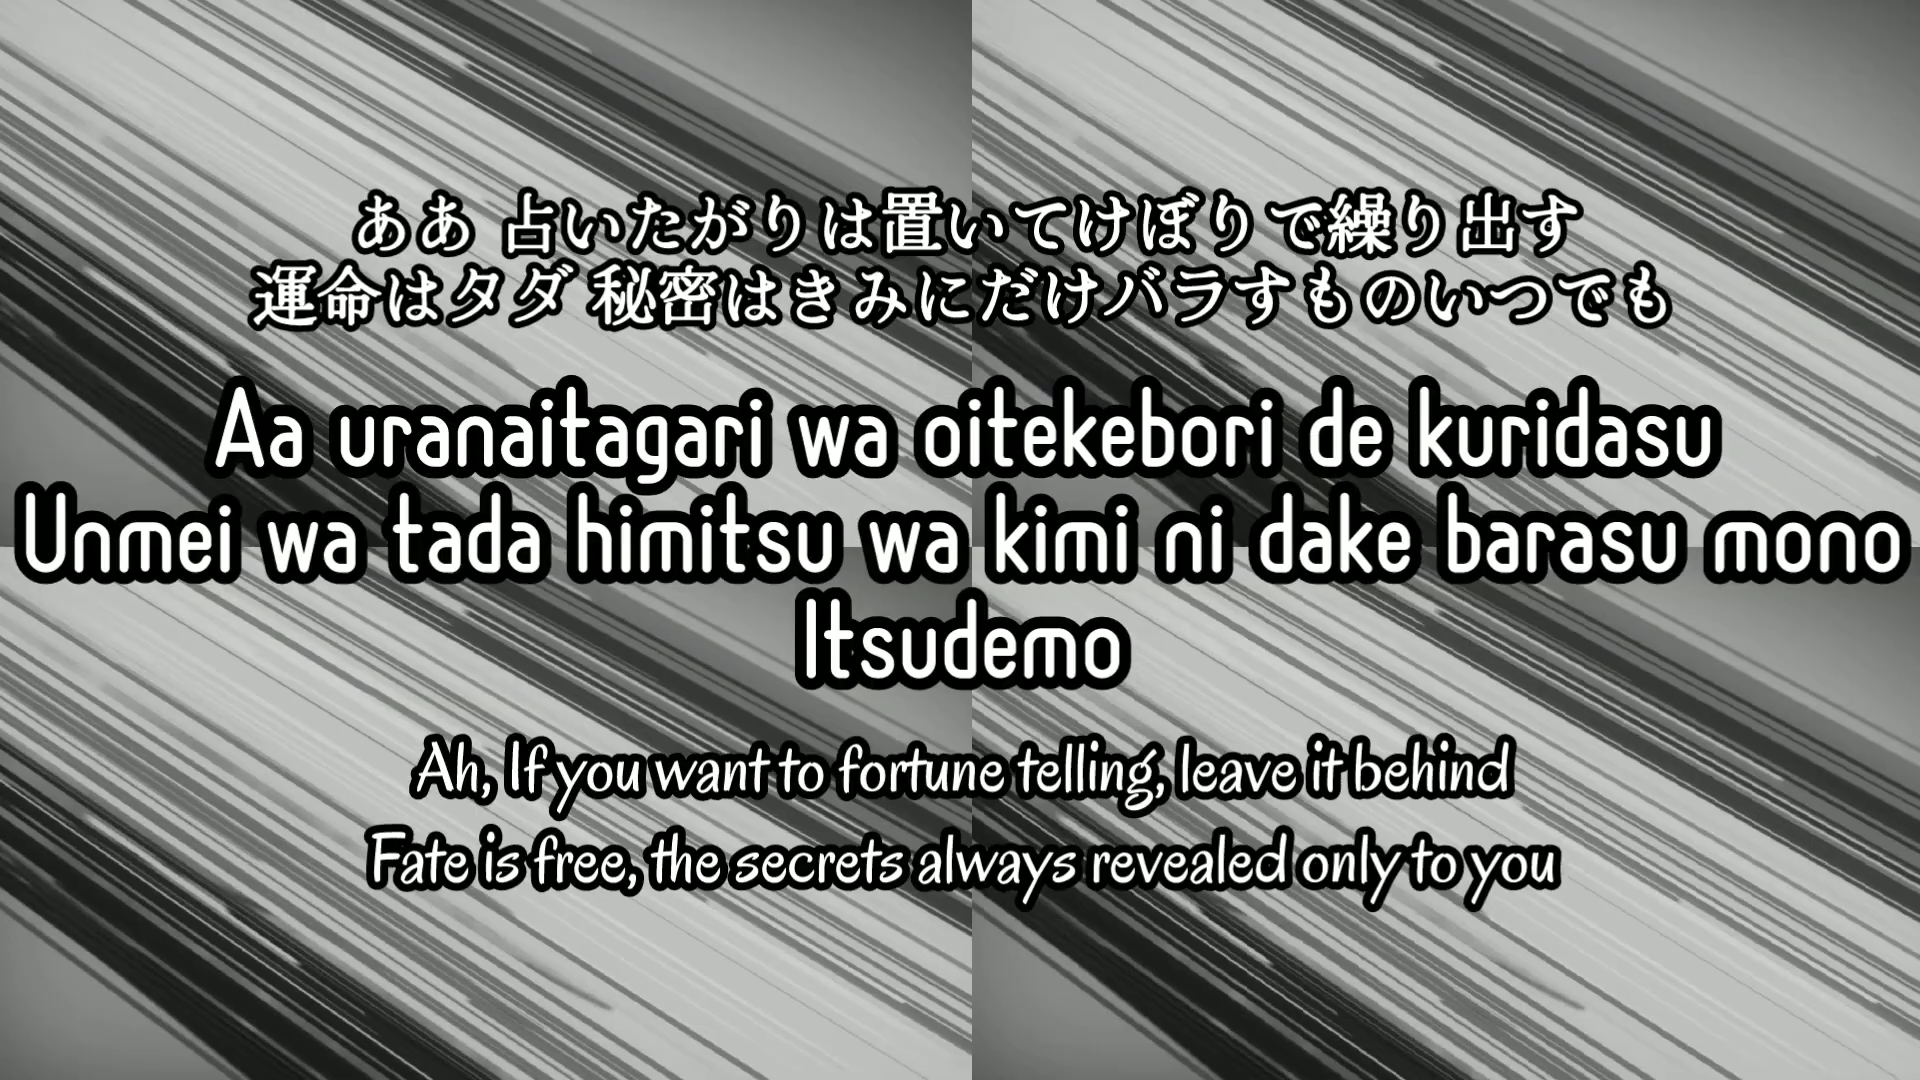 ああ 占いたがりは置いてけぼりで繰り出す
運命はタダ 秘密はきみにだけバラすものいつでも
Aa uranaitagari wa oitekebori de kuridasu
Unmei wa tada himitsu wa kimi ni dake barasu mono
Itsudemo
Ah, If you want to fortune telling, leave it behind
Fate is free, the secrets always revealed only to you